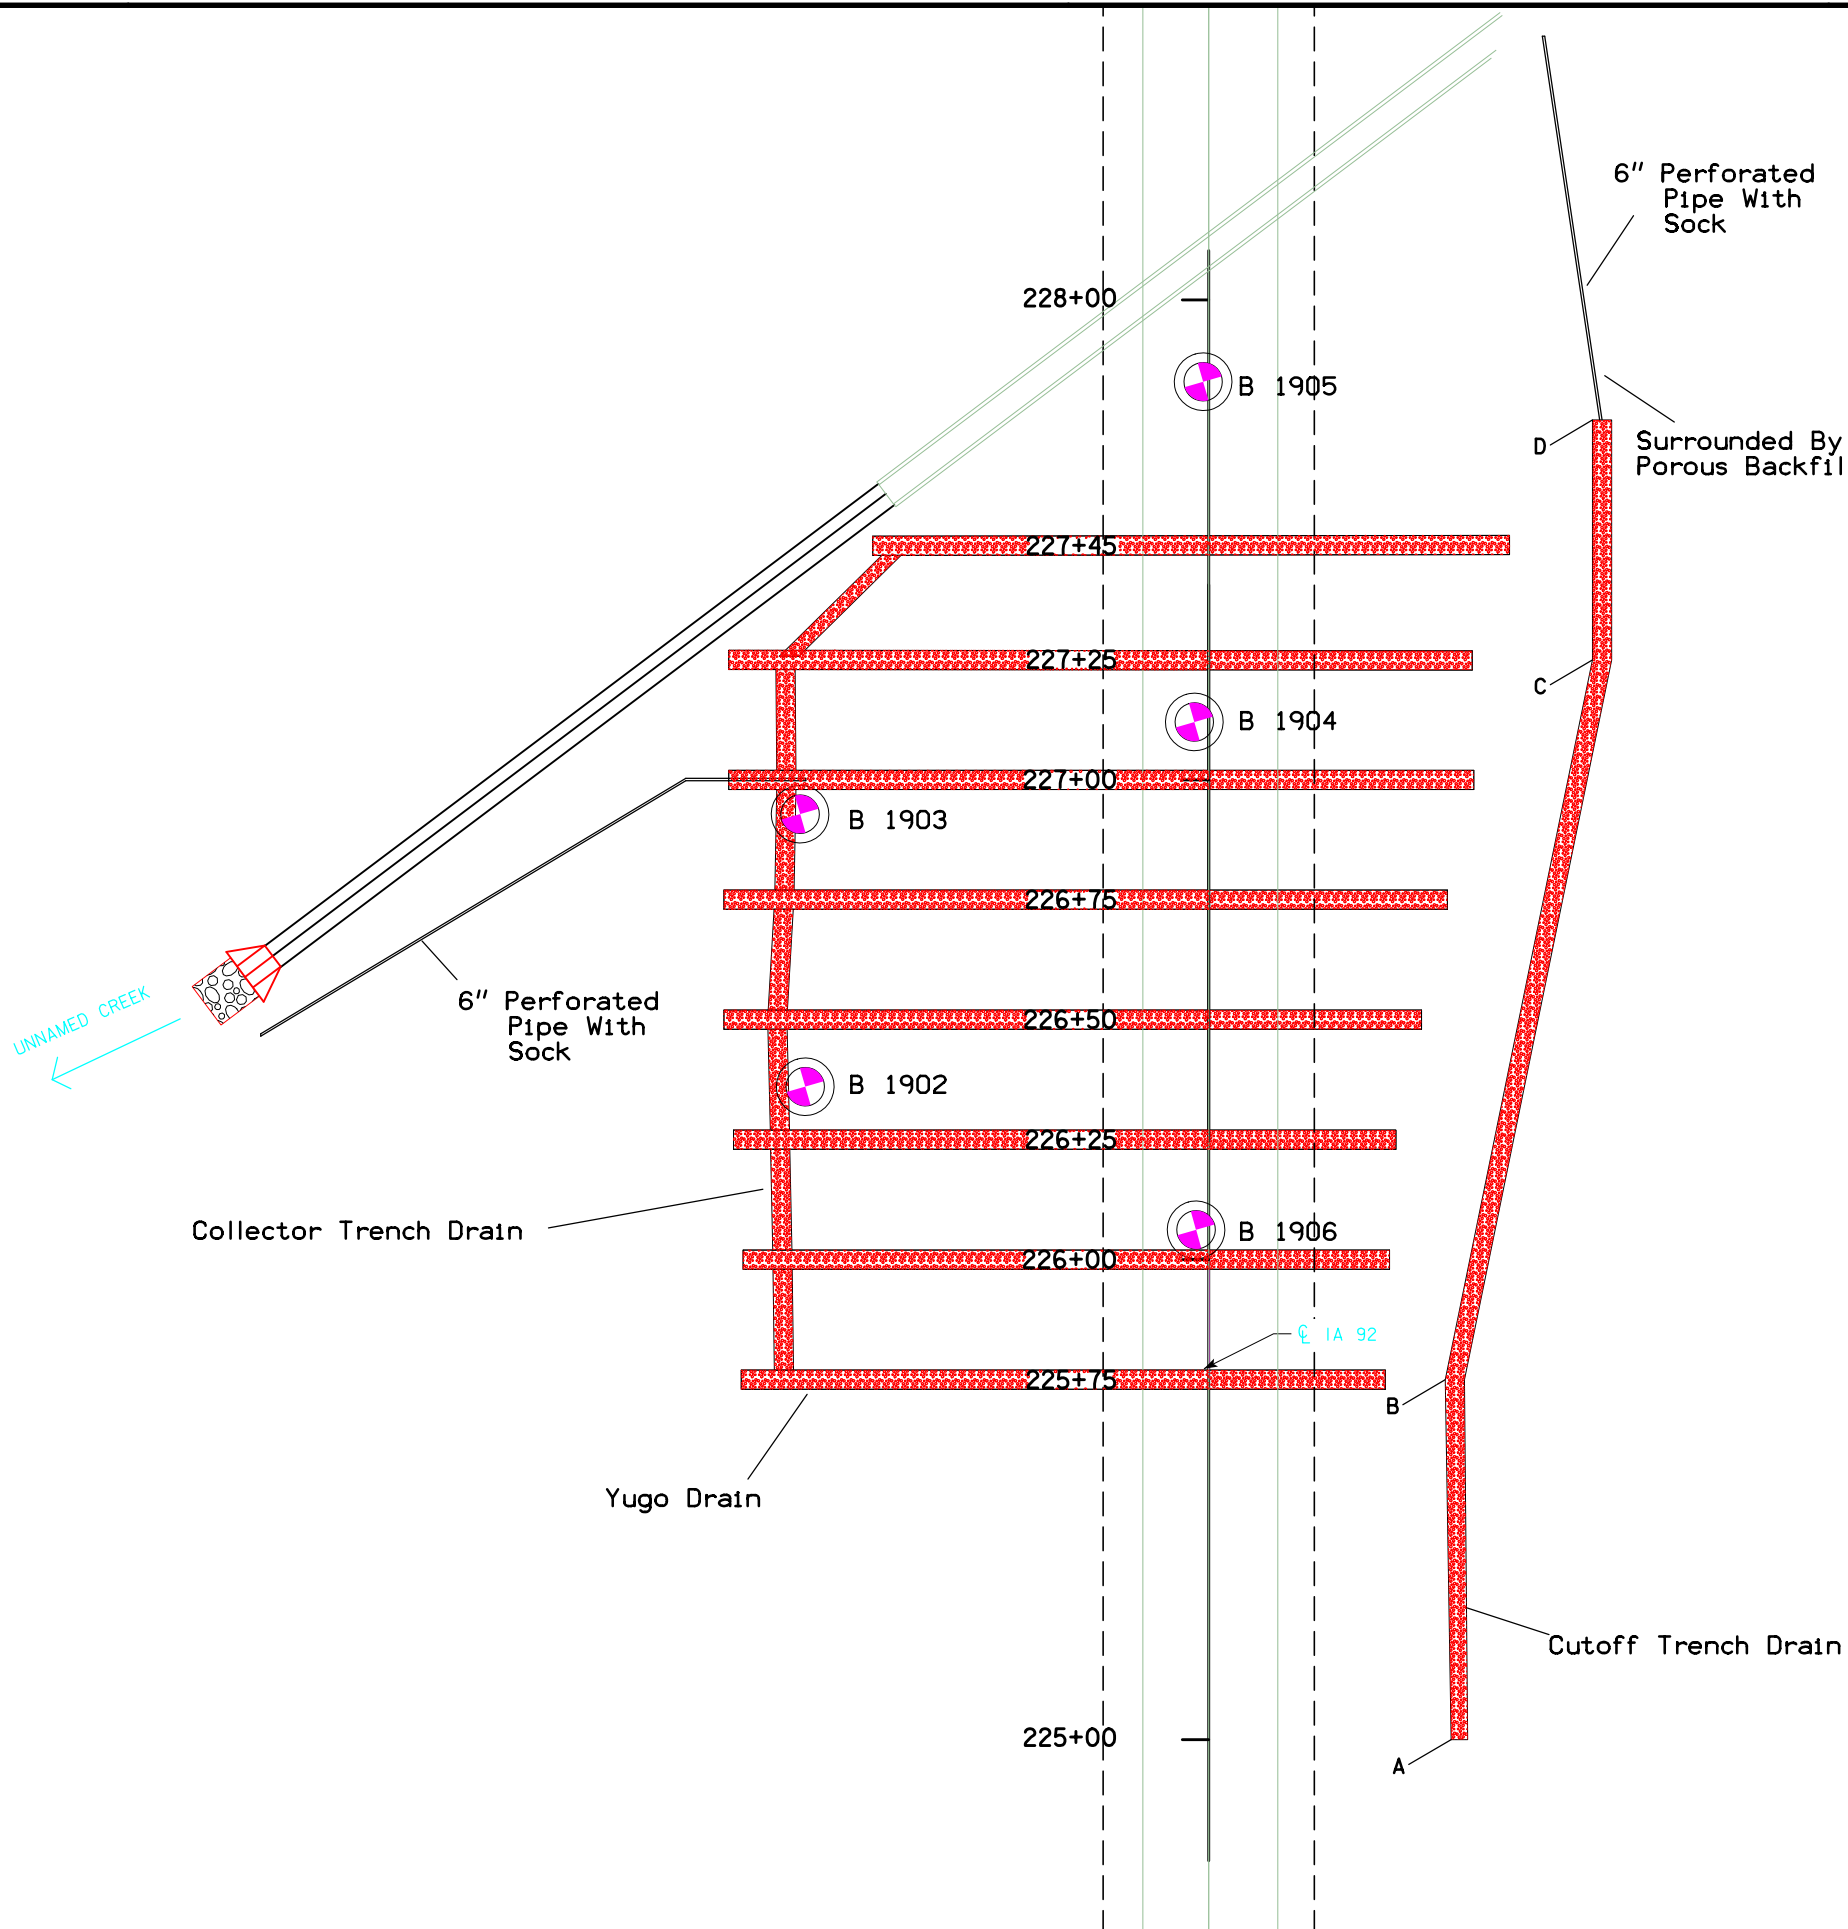 6" Perforated
Pipe With
Sock
228+00
B 1905
D
Surrounded By
Porous Backfil
227+45
227+25
C
B 1904
227+00
B 1903
226+75
UNNAMED CREEK
6" Perforated
Pipe With
Sock
226+50
B 1902
226+25
Collector Trench Drain
B 1906
226+00
℄ IA 92
225+75
B
Yugo Drain
Cutoff Trench Drain
225+00
A